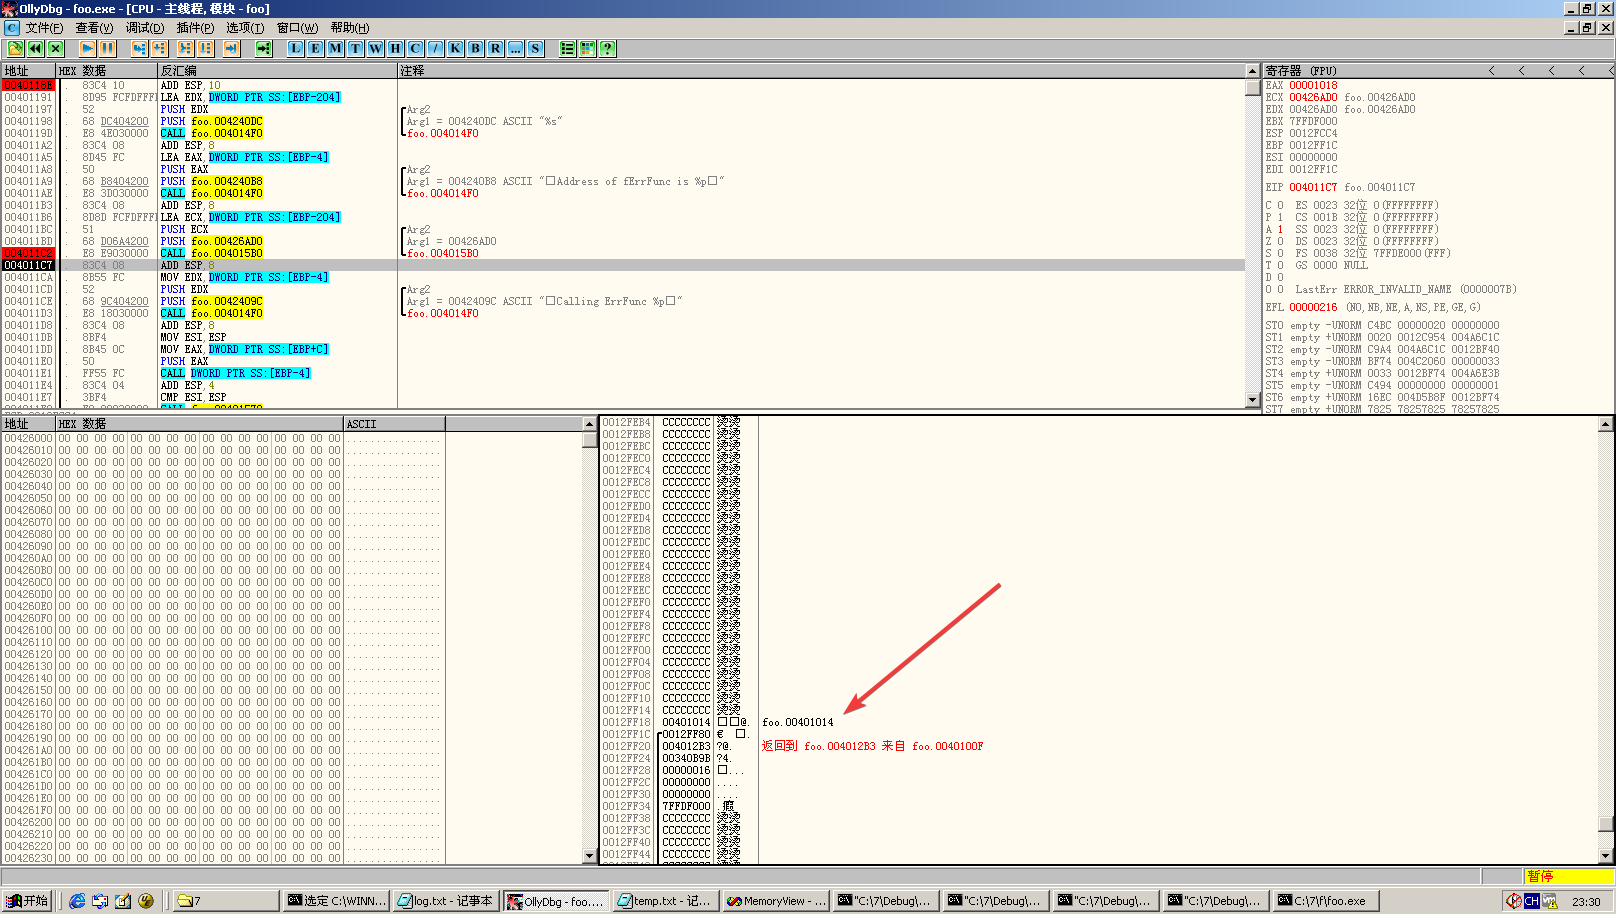 OllyDbg - foo.exe - [CPU - 主线程, 模块 - foo]
文件(F) 查看(V) 调试(D) 插件(P) 选项(T) 窗口(W) 帮助(H)
L E M T W H C / K B R ... S
地址 HEX 数据 反汇编 注释
0040118E . 83C4 10 ADD ESP,10
00401191 . 8D95 FCFDFFFF LEA EDX,DWORD PTR SS:[EBP-204]
00401197 . 52 PUSH EDX Arg2
00401198 . 68 DC404200 PUSH foo.004240DC Arg1 = 004240DC ASCII "%s"
0040119D . E8 4E030000 CALL foo.004014F0 foo.004014F0
004011A2 . 83C4 08 ADD ESP,8
004011A5 . 8D45 FC LEA EAX,DWORD PTR SS:[EBP-4]
004011A8 . 50 PUSH EAX Arg2
004011A9 . 68 B8404200 PUSH foo.004240B8 Arg1 = 004240B8 ASCII "□Address of fErrFunc is %p□"
004011AE . E8 3D030000 CALL foo.004014F0 foo.004014F0
004011B3 . 83C4 08 ADD ESP,8
004011B6 . 8D8D FCFDFFFF LEA ECX,DWORD PTR SS:[EBP-204]
004011BC . 51 PUSH ECX Arg2
004011BD . 68 D06A4200 PUSH foo.00426AD0 Arg1 = 00426AD0
004011C2 . E8 E9030000 CALL foo.004015B0 foo.004015B0
004011C7 . 83C4 08 ADD ESP,8
004011CA . 8B55 FC MOV EDX,DWORD PTR SS:[EBP-4]
004011CD . 52 PUSH EDX Arg2
004011CE . 68 9C404200 PUSH foo.0042409C Arg1 = 0042409C ASCII "□Calling ErrFunc %p□"
004011D3 . E8 18030000 CALL foo.004014F0 foo.004014F0
004011D8 . 83C4 08 ADD ESP,8
004011DB . 8BF4 MOV ESI,ESP
004011DD . 8B45 0C MOV EAX,DWORD PTR SS:[EBP+C]
004011E0 . 50 PUSH EAX
004011E1 . FF55 FC CALL DWORD PTR SS:[EBP-4]
004011E4 . 83C4 04 ADD ESP,4
004011E7 . 3BF4 CMP ESI,ESP
寄存器 (FPU) < < < < <
EAX 00001018
ECX 00426AD0 foo.00426AD0
EDX 00426AD0 foo.00426AD0
EBX 7FFDF000
ESP 0012FCC4
EBP 0012FF1C
ESI 00000000
EDI 0012FF1C
EIP 004011C7 foo.004011C7
C 0 ES 0023 32位 0(FFFFFFFF)
P 1 CS 001B 32位 0(FFFFFFFF)
A 1 SS 0023 32位 0(FFFFFFFF)
Z 0 DS 0023 32位 0(FFFFFFFF)
S 0 FS 0038 32位 7FFDE000(FFF)
T 0 GS 0000 NULL
D 0
O 0 LastErr ERROR_INVALID_NAME (0000007B)
EFL 00000216 (NO,NB,NE,A,NS,PE,GE,G)
ST0 empty -UNORM C4BC 00000020 00000000
ST1 empty +UNORM 0020 0012C954 004A6C1C
ST2 empty -UNORM C9A4 004A6C1C 0012BF40
ST3 empty -UNORM BF74 004C2060 00000033
ST4 empty +UNORM 0033 0012BF74 004A6E3B
ST5 empty -UNORM C494 00000000 00000001
ST6 empty +UNORM 16EC 004D5B8F 0012BF74
ST7 empty +UNORM 7825 78257825 78257825
地址 HEX 数据 ASCII
00426000 00 00 00 00 00 00 00 00 00 00 00 00 00 00 00 00 ................
00426010 00 00 00 00 00 00 00 00 00 00 00 00 00 00 00 00 ................
00426020 00 00 00 00 00 00 00 00 00 00 00 00 00 00 00 00 ................
00426030 00 00 00 00 00 00 00 00 00 00 00 00 00 00 00 00 ................
00426040 00 00 00 00 00 00 00 00 00 00 00 00 00 00 00 00 ................
00426050 00 00 00 00 00 00 00 00 00 00 00 00 00 00 00 00 ................
00426060 00 00 00 00 00 00 00 00 00 00 00 00 00 00 00 00 ................
00426070 00 00 00 00 00 00 00 00 00 00 00 00 00 00 00 00 ................
00426080 00 00 00 00 00 00 00 00 00 00 00 00 00 00 00 00 ................
00426090 00 00 00 00 00 00 00 00 00 00 00 00 00 00 00 00 ................
004260A0 00 00 00 00 00 00 00 00 00 00 00 00 00 00 00 00 ................
004260B0 00 00 00 00 00 00 00 00 00 00 00 00 00 00 00 00 ................
004260C0 00 00 00 00 00 00 00 00 00 00 00 00 00 00 00 00 ................
004260D0 00 00 00 00 00 00 00 00 00 00 00 00 00 00 00 00 ................
004260E0 00 00 00 00 00 00 00 00 00 00 00 00 00 00 00 00 ................
004260F0 00 00 00 00 00 00 00 00 00 00 00 00 00 00 00 00 ................
00426100 00 00 00 00 00 00 00 00 00 00 00 00 00 00 00 00 ................
00426110 00 00 00 00 00 00 00 00 00 00 00 00 00 00 00 00 ................
00426120 00 00 00 00 00 00 00 00 00 00 00 00 00 00 00 00 ................
00426130 00 00 00 00 00 00 00 00 00 00 00 00 00 00 00 00 ................
00426140 00 00 00 00 00 00 00 00 00 00 00 00 00 00 00 00 ................
00426150 00 00 00 00 00 00 00 00 00 00 00 00 00 00 00 00 ................
00426160 00 00 00 00 00 00 00 00 00 00 00 00 00 00 00 00 ................
00426170 00 00 00 00 00 00 00 00 00 00 00 00 00 00 00 00 ................
00426180 00 00 00 00 00 00 00 00 00 00 00 00 00 00 00 00 ................
00426190 00 00 00 00 00 00 00 00 00 00 00 00 00 00 00 00 ................
004261A0 00 00 00 00 00 00 00 00 00 00 00 00 00 00 00 00 ................
004261B0 00 00 00 00 00 00 00 00 00 00 00 00 00 00 00 00 ................
004261C0 00 00 00 00 00 00 00 00 00 00 00 00 00 00 00 00 ................
004261D0 00 00 00 00 00 00 00 00 00 00 00 00 00 00 00 00 ................
004261E0 00 00 00 00 00 00 00 00 00 00 00 00 00 00 00 00 ................
004261F0 00 00 00 00 00 00 00 00 00 00 00 00 00 00 00 00 ................
00426200 00 00 00 00 00 00 00 00 00 00 00 00 00 00 00 00 ................
00426210 00 00 00 00 00 00 00 00 00 00 00 00 00 00 00 00 ................
00426220 00 00 00 00 00 00 00 00 00 00 00 00 00 00 00 00 ................
00426230 00 00 00 00 00 00 00 00 00 00 00 00 00 00 00 00 ................
0012FEB4 CCCCCCCC 烫烫
0012FEB8 CCCCCCCC 烫烫
0012FEBC CCCCCCCC 烫烫
0012FEC0 CCCCCCCC 烫烫
0012FEC4 CCCCCCCC 烫烫
0012FEC8 CCCCCCCC 烫烫
0012FECC CCCCCCCC 烫烫
0012FED0 CCCCCCCC 烫烫
0012FED4 CCCCCCCC 烫烫
0012FED8 CCCCCCCC 烫烫
0012FEDC CCCCCCCC 烫烫
0012FEE0 CCCCCCCC 烫烫
0012FEE4 CCCCCCCC 烫烫
0012FEE8 CCCCCCCC 烫烫
0012FEEC CCCCCCCC 烫烫
0012FEF0 CCCCCCCC 烫烫
0012FEF4 CCCCCCCC 烫烫
0012FEF8 CCCCCCCC 烫烫
0012FEFC CCCCCCCC 烫烫
0012FF00 CCCCCCCC 烫烫
0012FF04 CCCCCCCC 烫烫
0012FF08 CCCCCCCC 烫烫
0012FF0C CCCCCCCC 烫烫
0012FF10 CCCCCCCC 烫烫
0012FF14 CCCCCCCC 烫烫
0012FF18 00401014 □□@. foo.00401014
0012FF1C 0012FF80 € □.
0012FF20 004012B3 ?@. 返回到 foo.004012B3 来自 foo.0040100F
0012FF24 00340B9B ?4.
0012FF28 00000016 □...
0012FF2C 00000000 ....
0012FF30 00000000 ....
0012FF34 7FFDF000
0012FF38 CCCCCCCC 烫烫
0012FF3C CCCCCCCC 烫烫
0012FF40 CCCCCCCC 烫烫
0012FF44 CCCCCCCC 烫烫
暂停
开始 7 选定 C:\WINN... log.txt - 记事本 OllyDbg - foo.... temp.txt - 记... MemoryView - ... "C:\7\Debug\... "C:\7\Debug\... "C:\7\Debug\... "C:\7\Debug\... C:\7\f\foo.exe CH 23:30